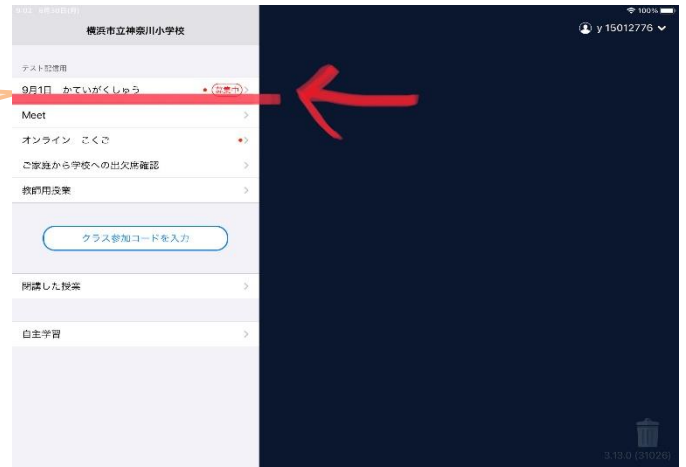 100%
横浜市立神奈川小学校
y 15012776
テスト配信用
9月1日 かていがくしゅう
Meet
オンライン こくご
ご家庭から学校への出欠席確認
教師用授業
クラス参加コードを入力
閉講した授業
自主学習
3.13.0 (31026)